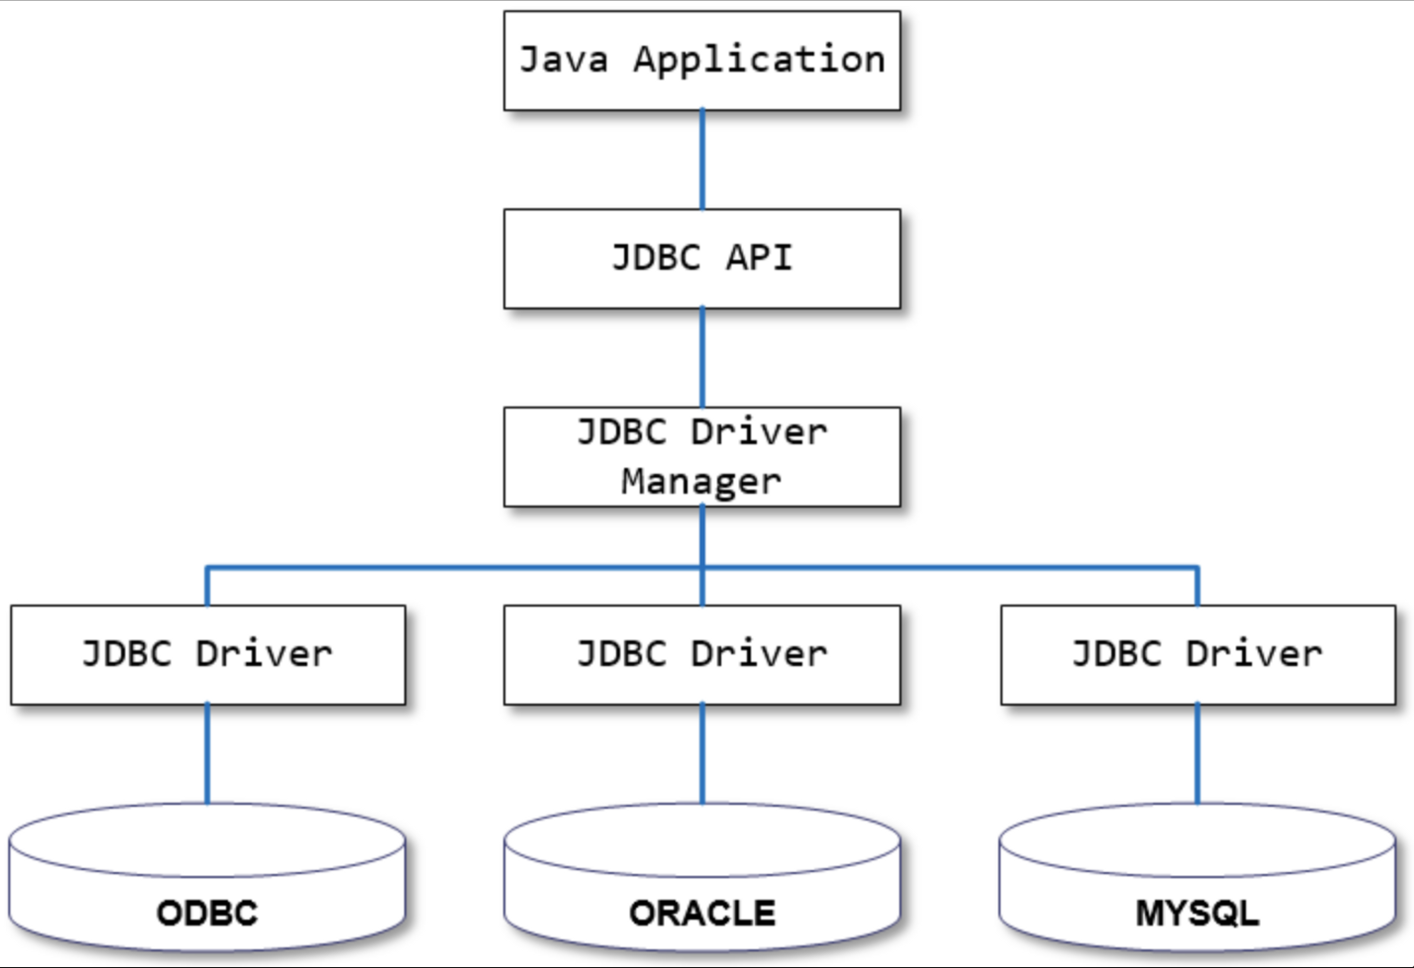 Java Application
JDBC API
JDBC Driver
Manager
JDBC Driver
JDBC Driver
JDBC Driver
ODBC
ORACLE
MYSQL